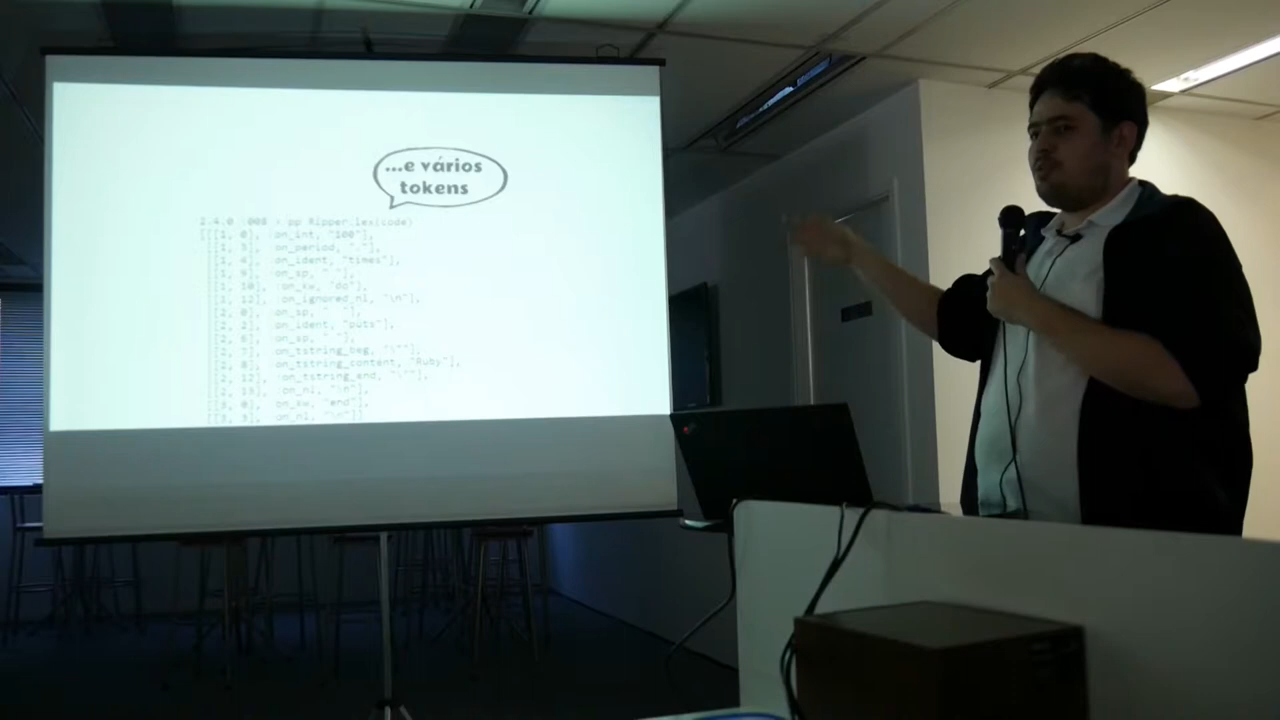 ...e vários
tokens
2.4.0 :008 > pp Ripper.lex(code)
[[[1, 0], :on_int, "100"],
[[1, 3], :on_period, "."],
[[1, 4], :on_ident, "times"],
[[1, 9], :on_sp, " "],
[[1, 10], :on_kw, "do"],
[[1, 12], :on_ignored_nl, "\n"],
[[2, 0], :on_sp, "  "],
[[2, 2], :on_ident, "puts"],
[[2, 6], :on_sp, " "],
[[2, 7], :on_tstring_beg, "\""],
[[2, 8], :on_tstring_content, "Ruby"],
[[2, 12], :on_tstring_end, "\""],
[[2, 13], :on_nl, "\n"],
[[3, 0], :on_kw, "end"],
[[3, 3], :on_nl, "\n"]]